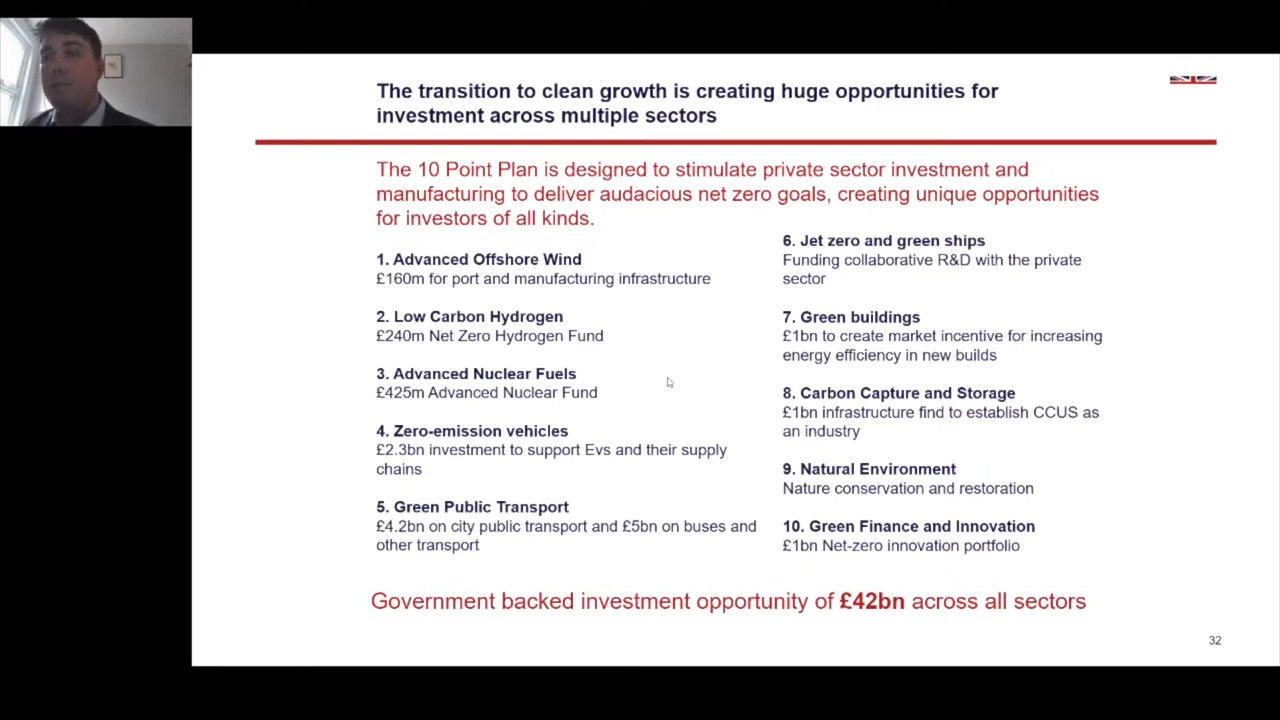 The transition to clean growth is creating huge opportunities for
investment across multiple sectors
The 10 Point Plan is designed to stimulate private sector investment and
manufacturing to deliver audacious net zero goals, creating unique opportunities
for investors of all kinds.
1. Advanced Offshore Wind
£160m for port and manufacturing infrastructure
2. Low Carbon Hydrogen
£240m Net Zero Hydrogen Fund
3. Advanced Nuclear Fuels
£425m Advanced Nuclear Fund
4. Zero-emission vehicles
£2.3bn investment to support Evs and their supply
chains
5. Green Public Transport
£4.2bn on city public transport and £5bn on buses and
other transport
6. Jet zero and green ships
Funding collaborative R&D with the private
sector
7. Green buildings
£1bn to create market incentive for increasing
energy efficiency in new builds
8. Carbon Capture and Storage
£1bn infrastructure find to establish CCUS as
an industry
9. Natural Environment
Nature conservation and restoration
10. Green Finance and Innovation
£1bn Net-zero innovation portfolio
Government backed investment opportunity of £42bn across all sectors
32